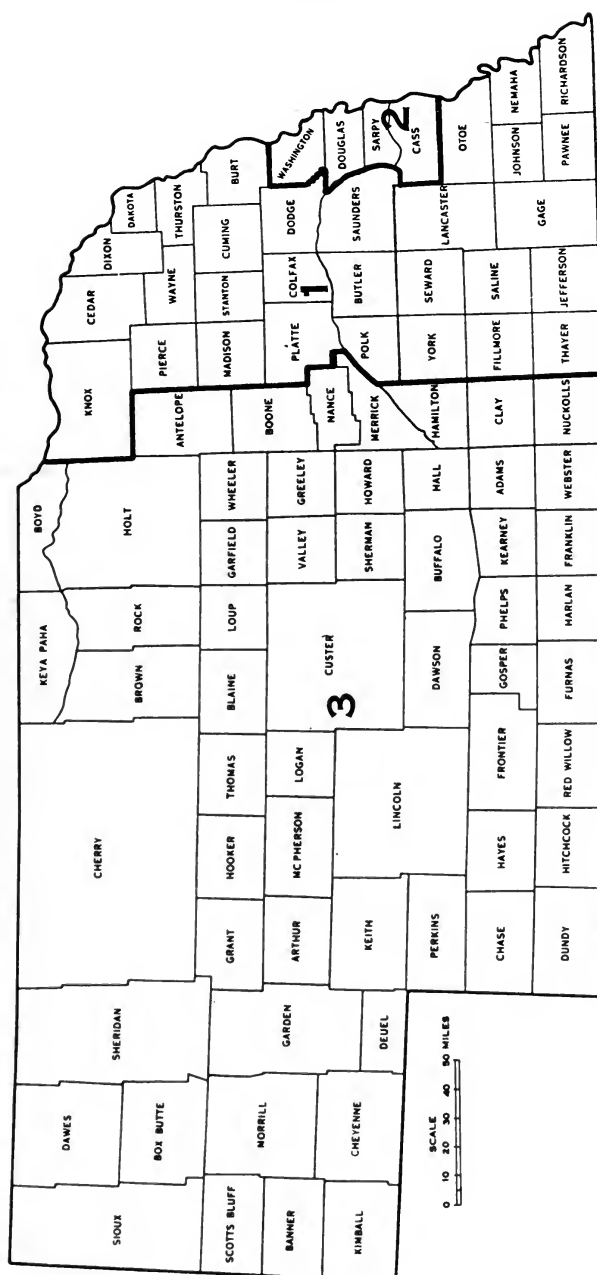 SIOUX
DAWES
BOX BUTTE
SHERIDAN
SCOTTS BLUFF
BANNER
KIMBALL
MORRILL
CHEYENNE
GARDEN
DEUEL
CHERRY
GRANT
HOOKER
THOMAS
ARTHUR
MC PHERSON
LOGAN
KEITH
LINCOLN
PERKINS
CHASE
HAYES
FRONTIER
DUNDY
HITCHCOCK
RED WILLOW
KEYA PAHA
BOYD
BROWN
ROCK
HOLT
BLAINE
LOUP
GARFIELD
WHEELER
3
CUSTER
VALLEY
GREELEY
SHERMAN
HOWARD
DAWSON
BUFFALO
HALL
GOSPER
PHELPS
KEARNEY
ADAMS
CLAY
FURNAS
HARLAN
FRANKLIN
WEBSTER
NUCKOLLS
ANTELOPE
BOONE
NANCE
MERRICK
HAMILTON
KNOX
CEDAR
DIXON
DAKOTA
PIERCE
WAYNE
THURSTON
MADISON
STANTON
CUMING
BURT
PLATTE
COLFAX
DODGE
1
POLK
BUTLER
SAUNDERS
YORK
SEWARD
LANCASTER
FILLMORE
SALINE
GAGE
THAYER
JEFFERSON
WASHINGTON
DOUGLAS
SARPY
2
CASS
OTOE
JOHNSON
NEMAHA
PAWNEE
RICHARDSON
SCALE
0 10 20 30 40 50 MILES